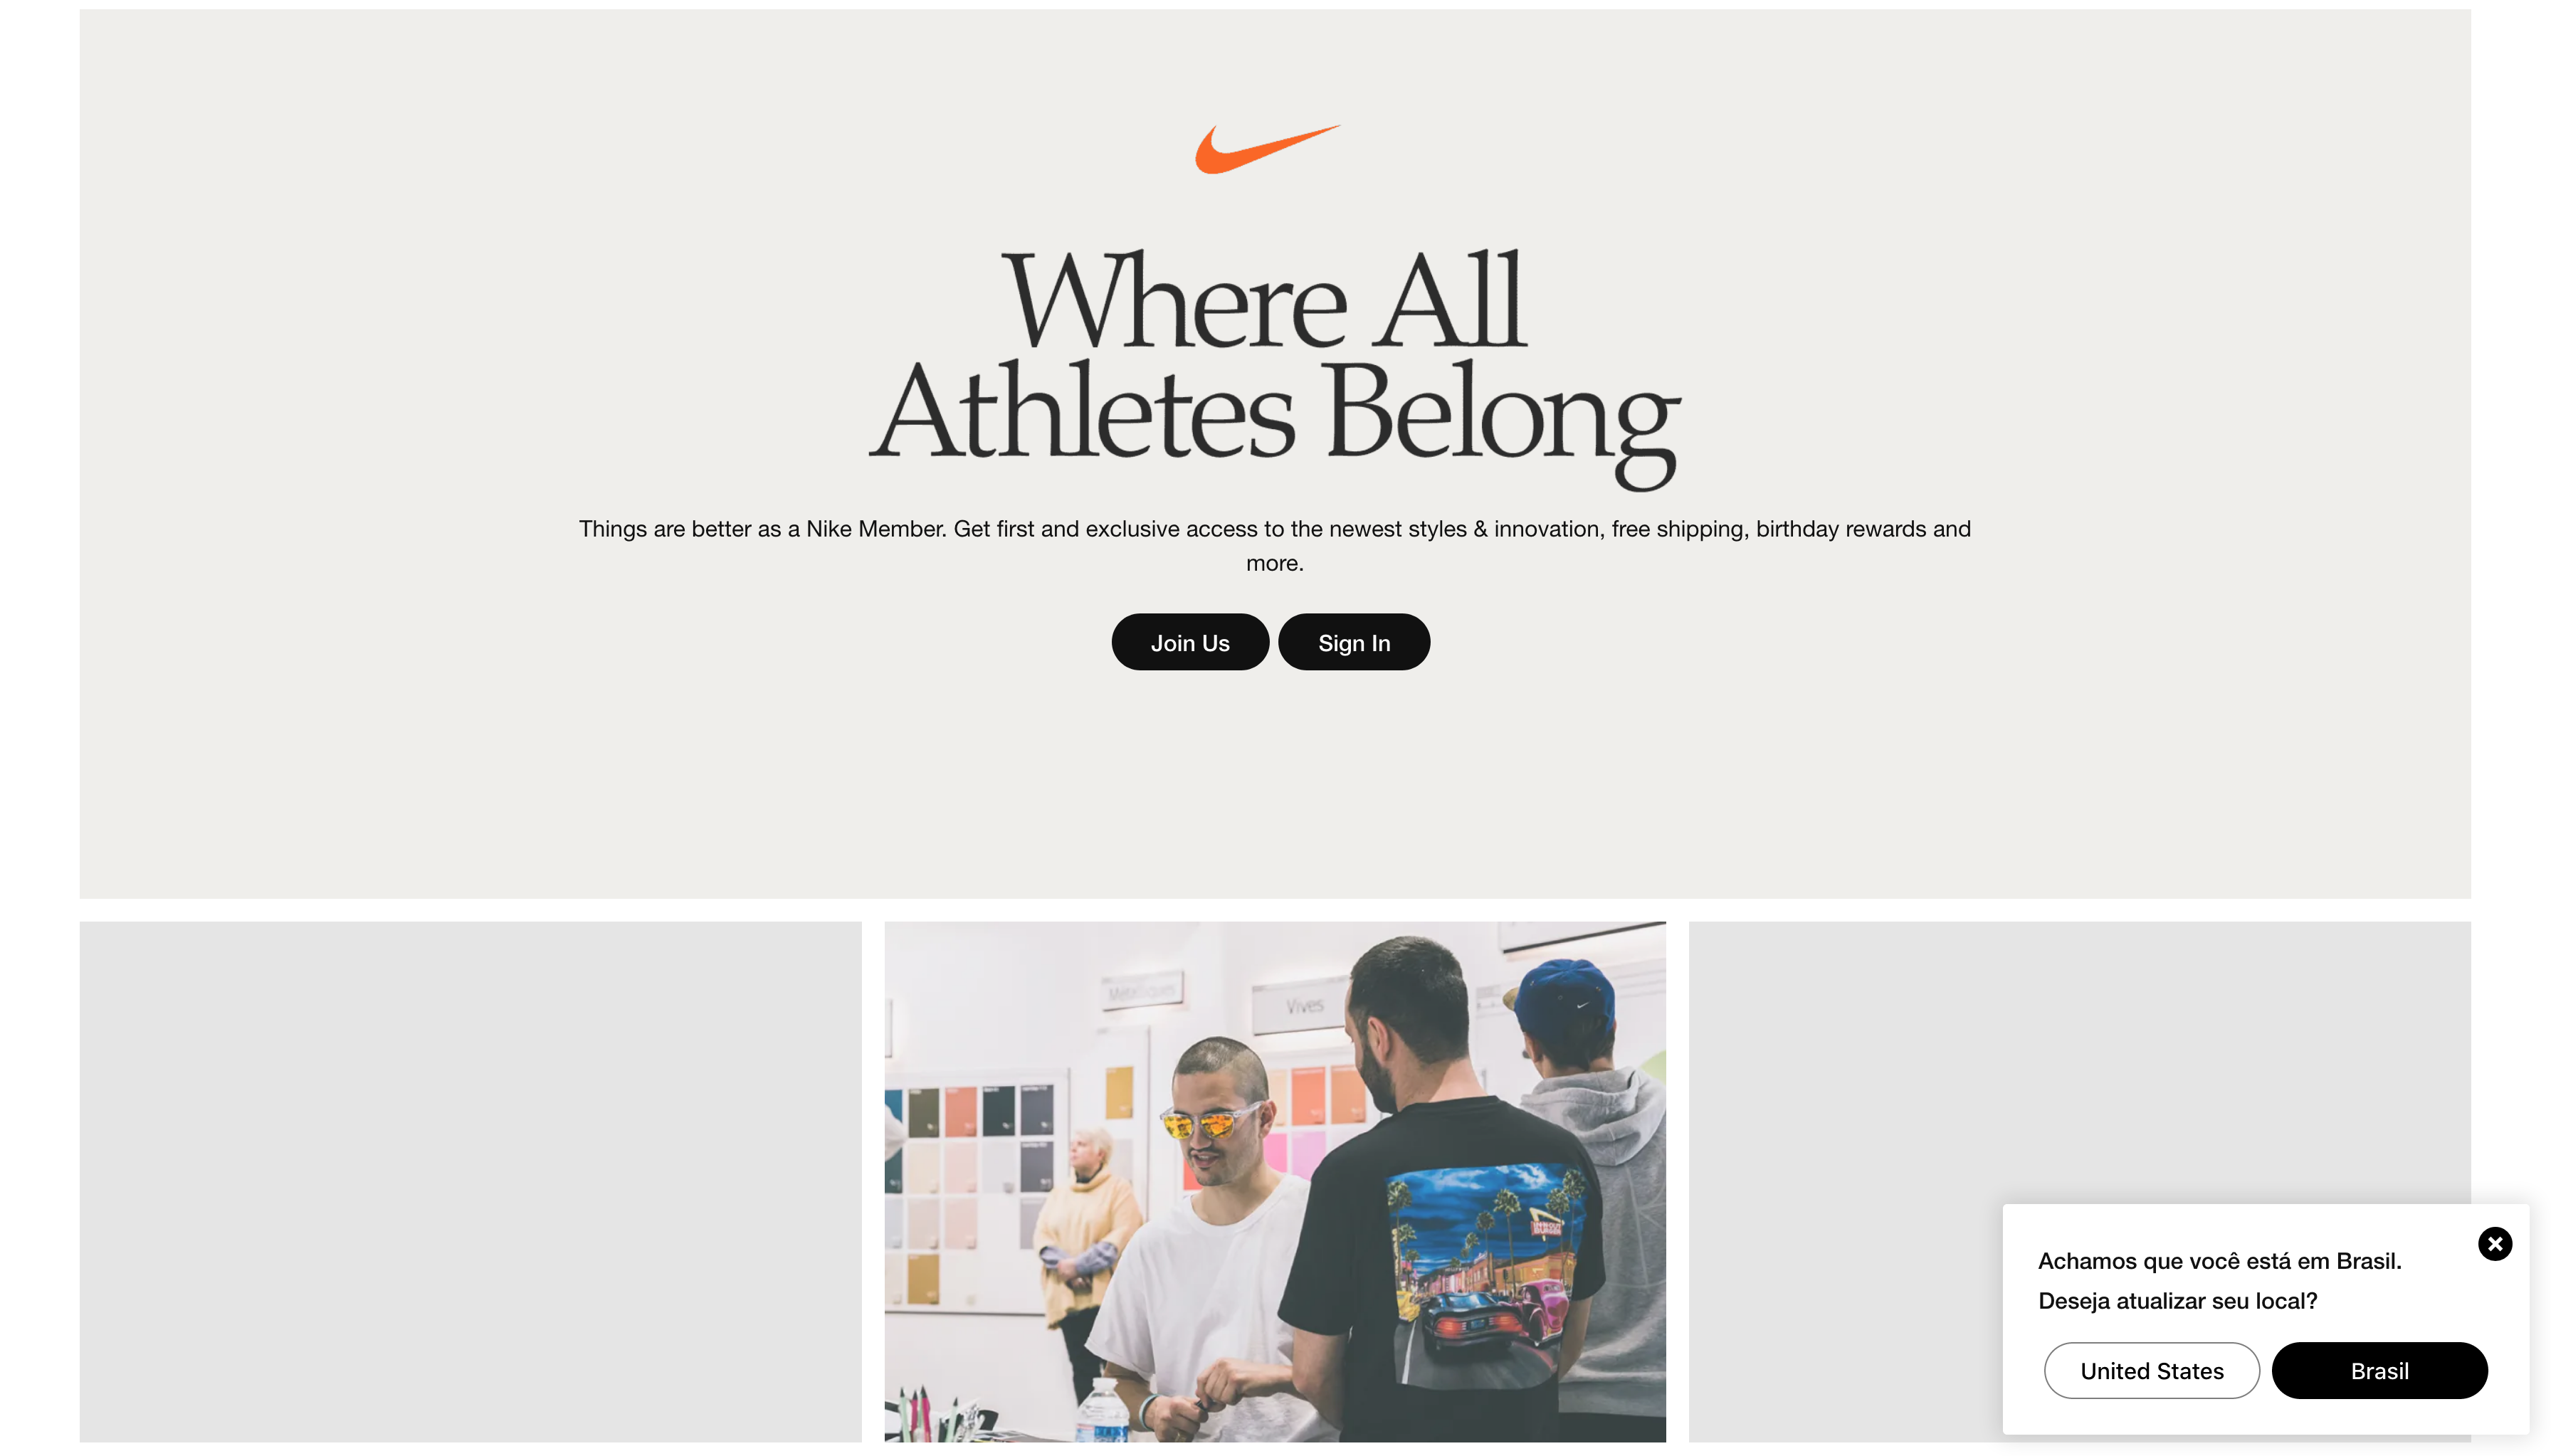 Where All
Athletes Belong
Things are better as a Nike Member. Get first and exclusive access to the newest styles & innovation, free shipping, birthday rewards and
more.
Join Us
Sign In
Vives
Achamos que você está em Brasil.
Deseja atualizar seu local?
United States
Brasil